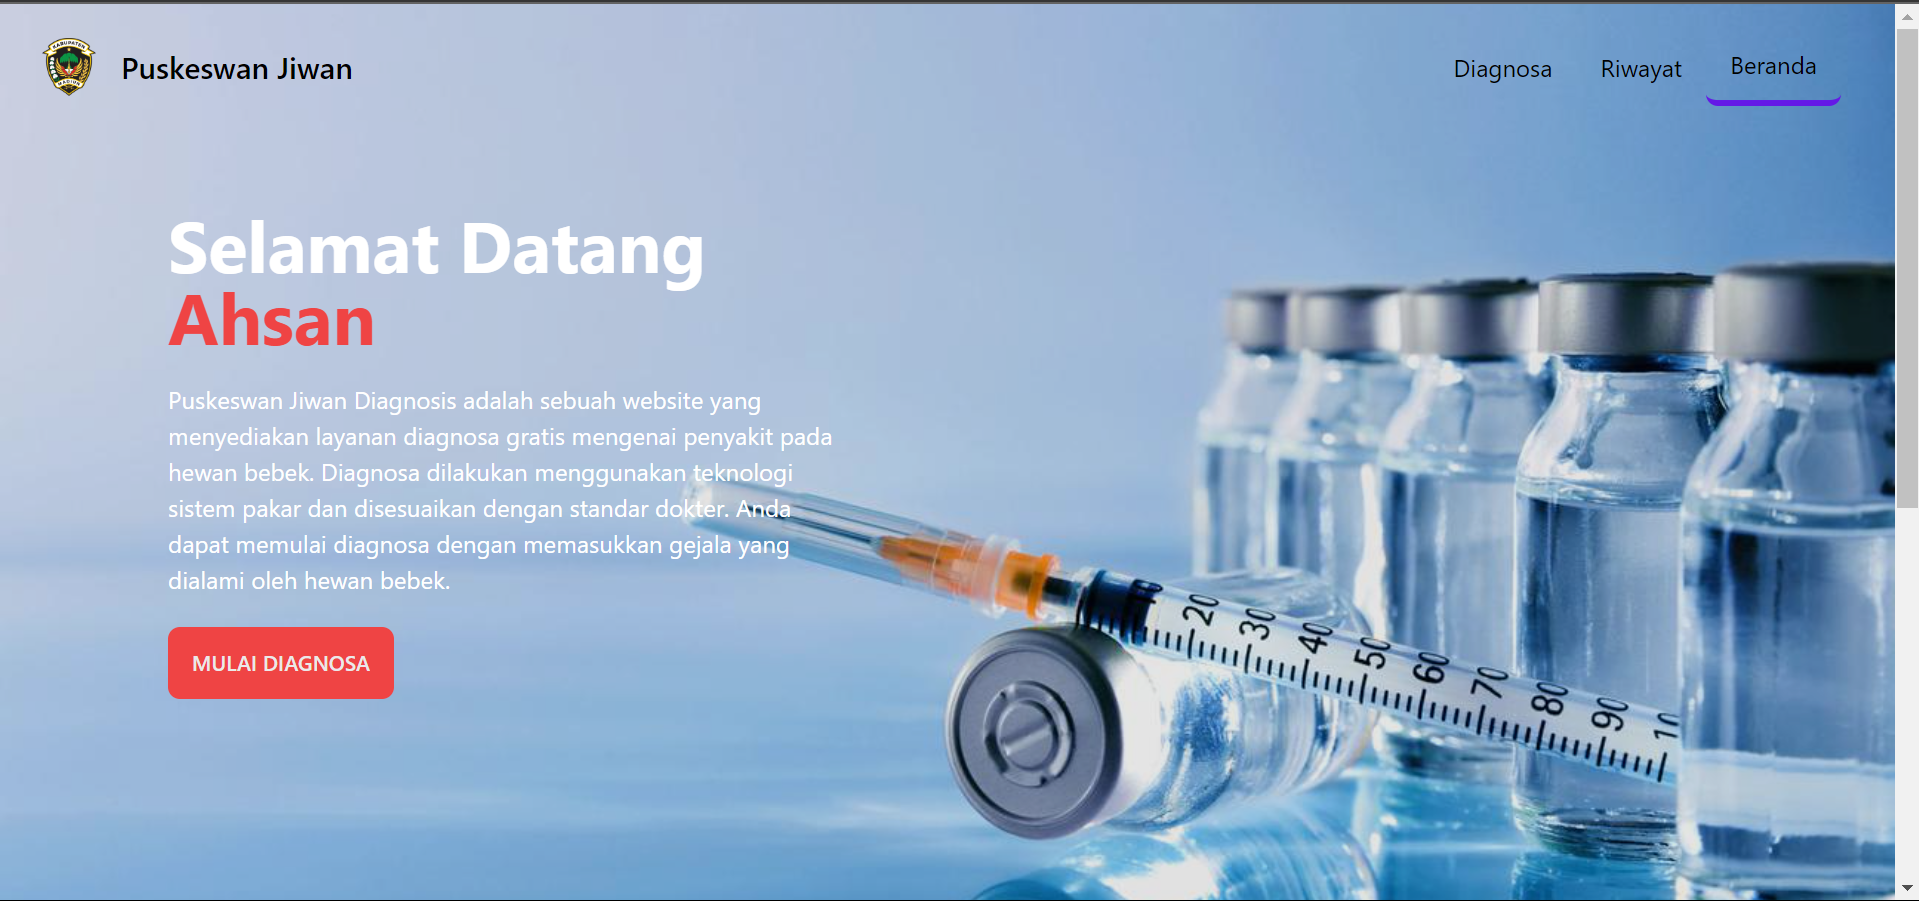 KABUPATEN
MADIUN
Puskeswan Jiwan
Diagnosa
Riwayat
Beranda
Selamat Datang
Ahsan
Puskeswan Jiwan Diagnosis adalah sebuah website yang
menyediakan layanan diagnosa gratis mengenai penyakit pada
hewan bebek. Diagnosa dilakukan menggunakan teknologi
sistem pakar dan disesuaikan dengan standar dokter. Anda
dapat memulai diagnosa dengan memasukkan gejala yang
dialami oleh hewan bebek.
MULAI DIAGNOSA
10
20
30
40
50
60
70
80
90